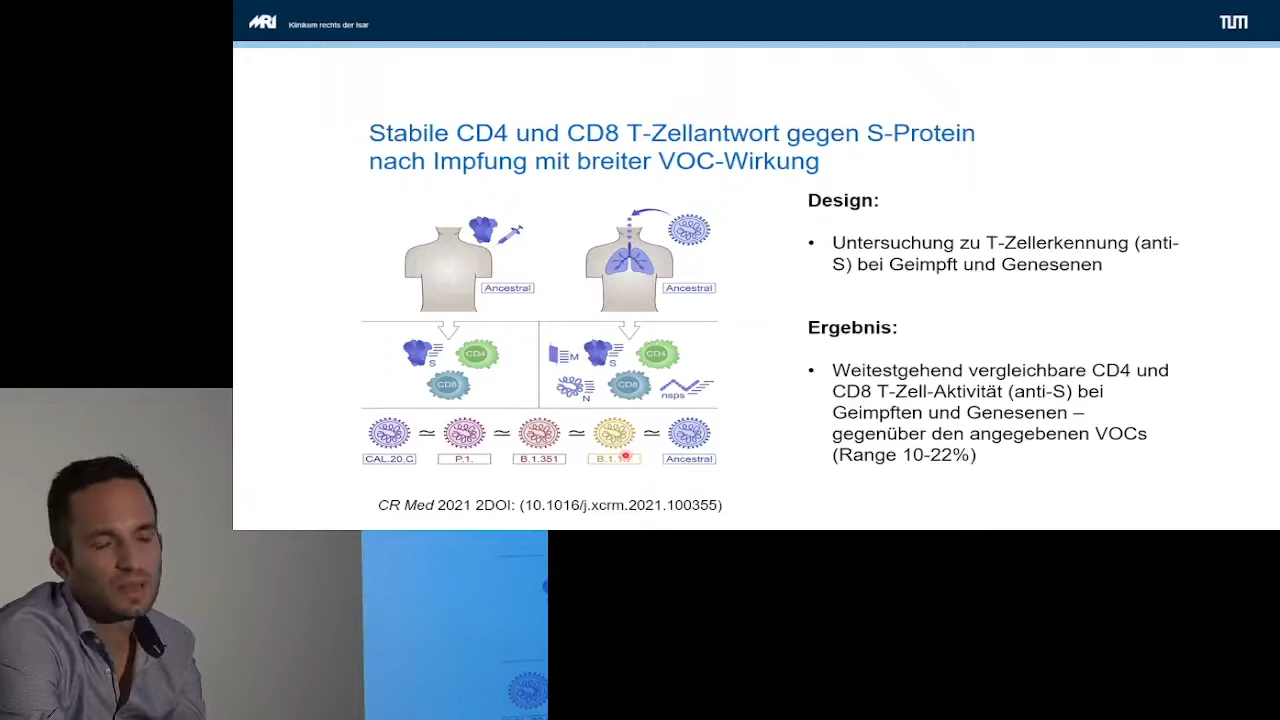 MRI
Klinikum rechts der Isar
TUM
Stabile CD4 und CD8 T-Zellantwort gegen S-Protein
nach Impfung mit breiter VOC-Wirkung
Ancestral
Ancestral
S
CD4
CD8
M
S
CD4
N
CD8
nsps
CAL.20.C
P.1.
B.1.351
Ancestral
CR Med 2021 2DOI: (10.1016/j.xcrm.2021.100355)
Design:
• Untersuchung zu T-Zellerkennung (anti-
S) bei Geimpft und Genesenen
Ergebnis:
• Weitestgehend vergleichbare CD4 und
CD8 T-Zell-Aktivität (anti-S) bei
Geimpften und Genesenen –
gegenüber den angegebenen VOCs
(Range 10-22%)